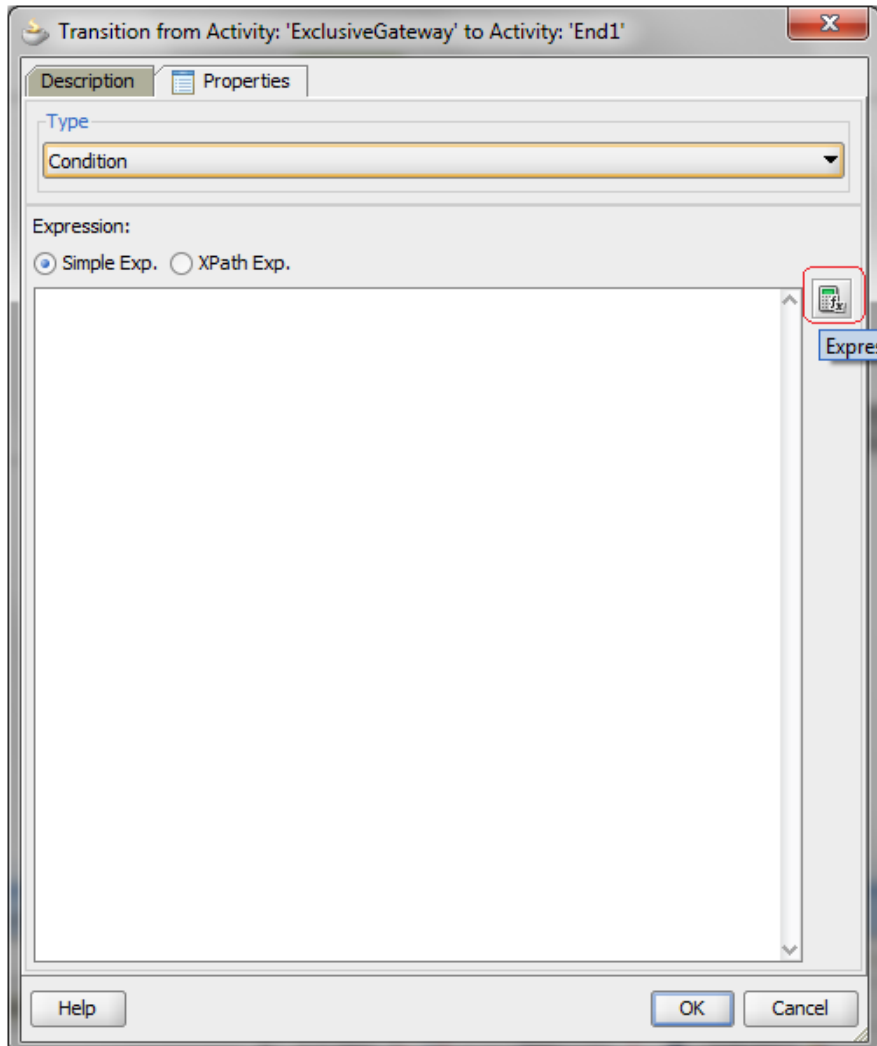 Transition from Activity: 'ExclusiveGateway' to Activity: 'End1'
Description Properties
Type
Condition
Expression:
Simple Exp. XPath Exp.
fx
Expres
Help OK Cancel